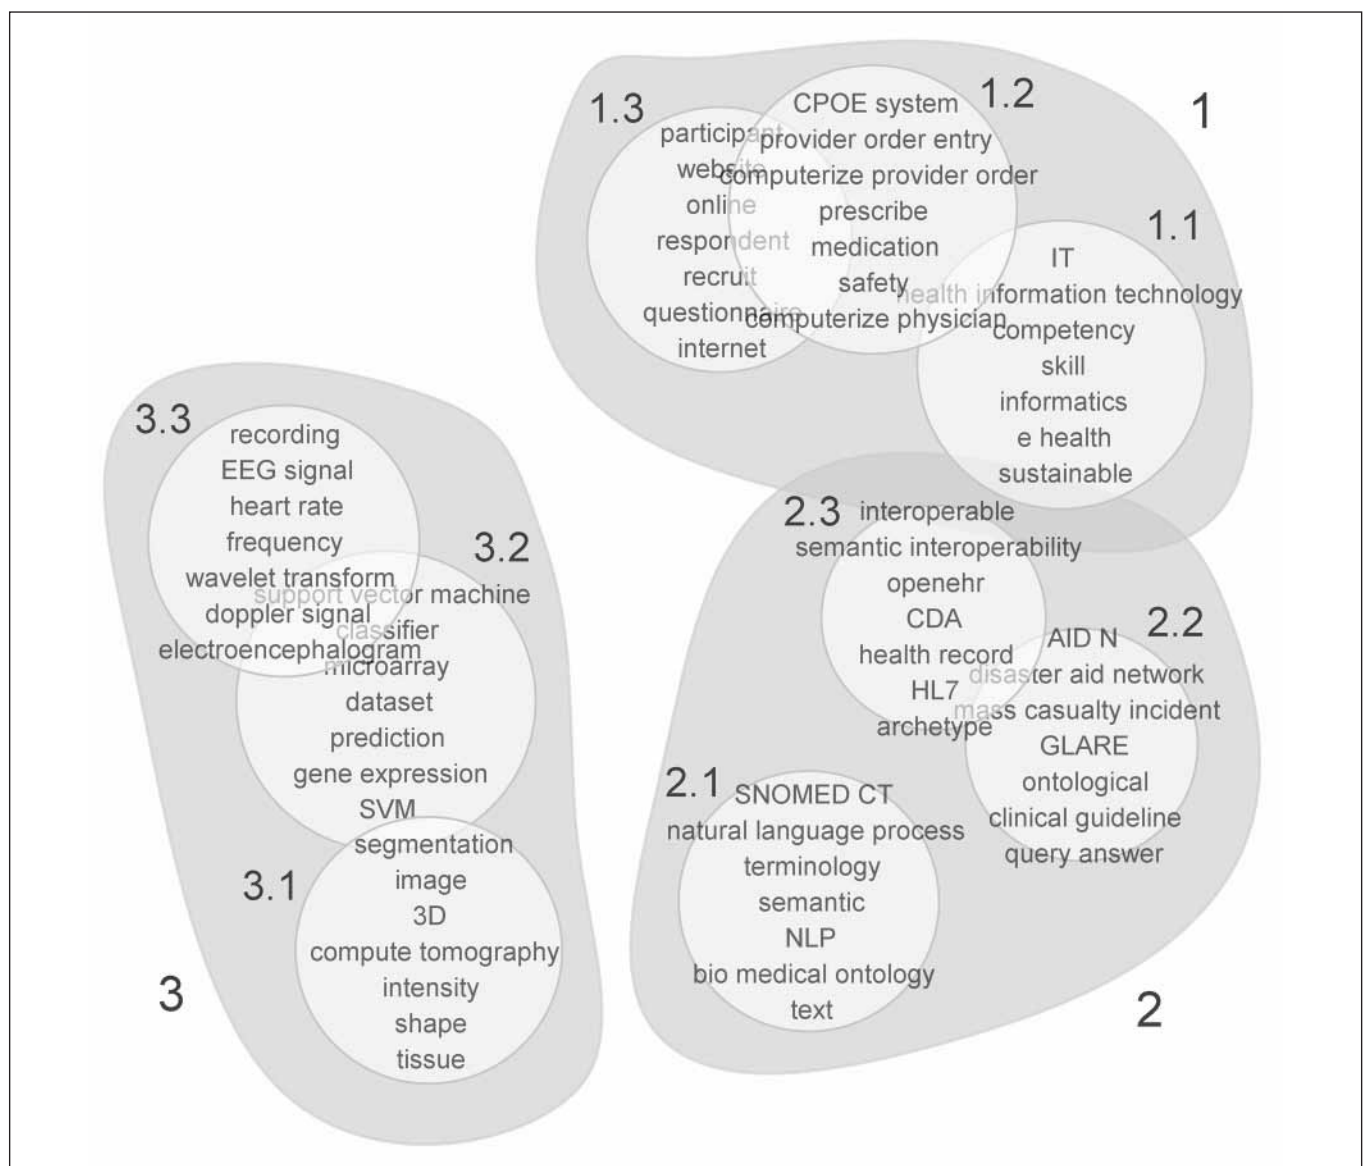 1
1.3
participant
website
online
respondent
recruit
questionnaire
internet
1.2
CPOE system
provider order entry
computerize provider order
prescribe
medication
safety
computerize physician
1.1
IT
health information technology
competency
skill
informatics
e health
sustainable
3.3
recording
EEG signal
heart rate
frequency
wavelet transform
doppler signal
electroencephalogram
3.2
support vector machine
classifier
microarray
dataset
prediction
gene expression
SVM
3.1
segmentation
image
3D
compute tomography
intensity
shape
tissue
3
2.3
interoperable
semantic interoperability
openehr
CDA
health record
HL7
archetype
2.2
AID N
disaster aid network
mass casualty incident
GLARE
ontological
clinical guideline
query answer
2.1
SNOMED CT
natural language process
terminology
semantic
NLP
bio medical ontology
text
2